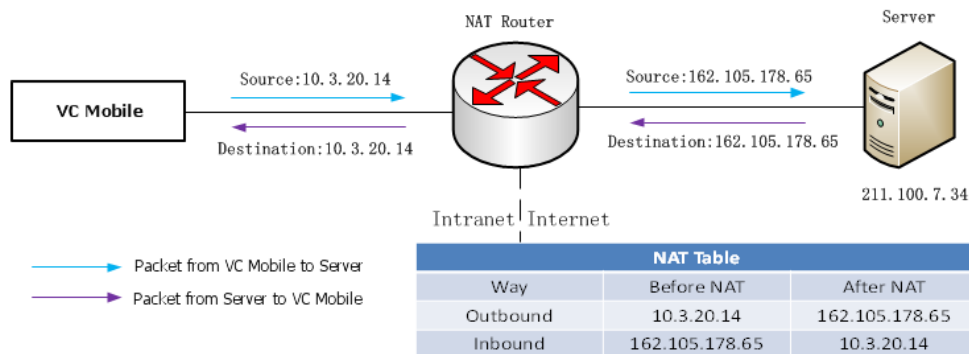 NAT Router
Server
Source:10.3.20.14
Source:162.105.178.65
VC Mobile
Destination:10.3.20.14
Destination:162.105.178.65
211.100.7.34
Intranet Internet
Packet from VC Mobile to Server
Packet from Server to VC Mobile
NAT Table
Way Before NAT After NAT
Outbound 10.3.20.14 162.105.178.65
Inbound 162.105.178.65 10.3.20.14